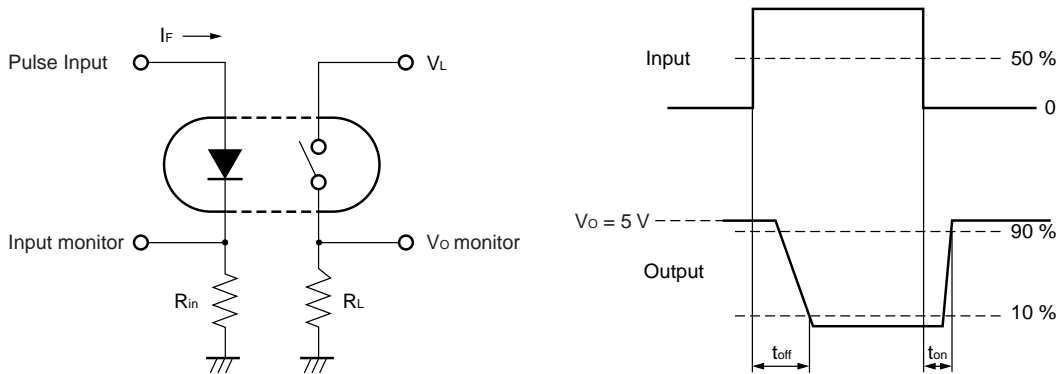 IF
Pulse Input
VL
Input monitor
VO monitor
Rin
RL
Input
50 %
0
VO = 5 V
90 %
Output
10 %
toff
ton